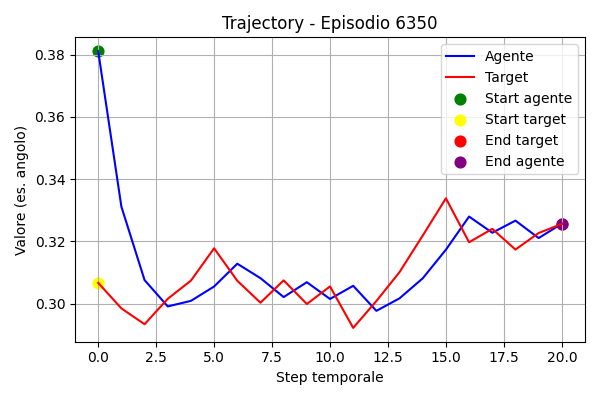 Trajectory - Episodio 6350
Valore (es. angolo)
0.38
0.36
0.34
0.32
0.30
Agente
Target
Start agente
Start target
End target
End agente
0.0 2.5 5.0 7.5 10.0 12.5 15.0 17.5 20.0
Step temporale